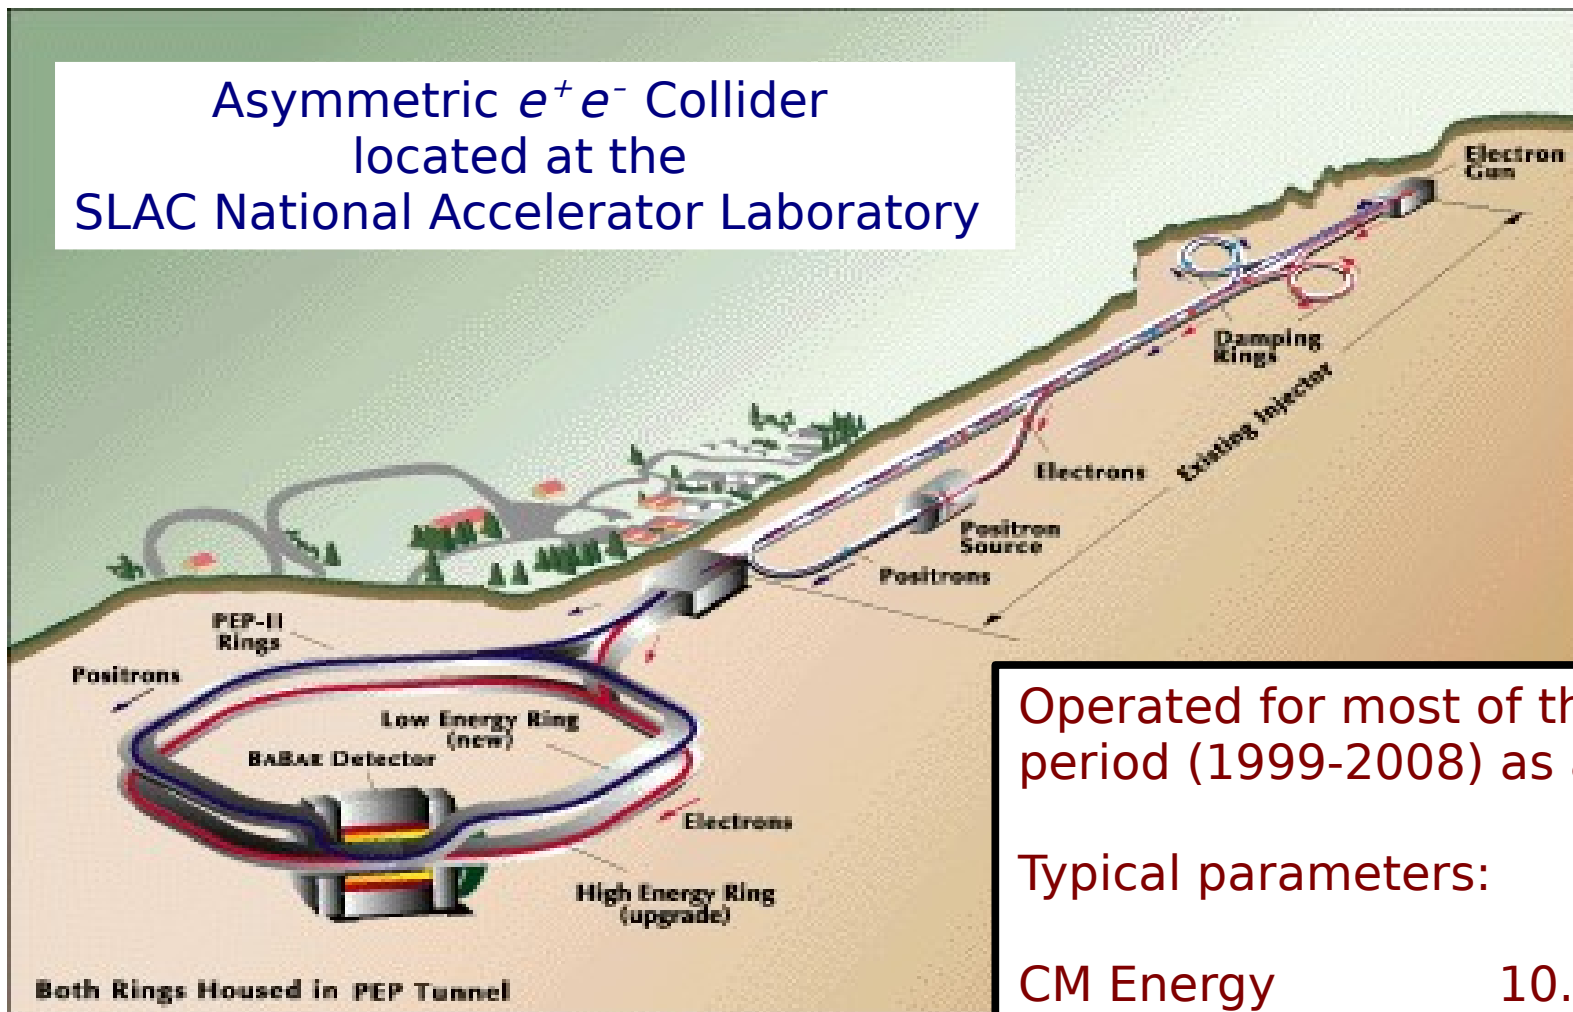 Asymmetric e⁺e⁻ Collider
located at the
SLAC National Accelerator Laboratory
Electron
Gun
Damping
Rings
Existing Injector
Electrons
Positron
Source
Positrons
PEP-II
Rings
Positrons
Low Energy Ring
(new)
BABAR Detector
Electrons
High Energy Ring
(upgrade)
Both Rings Housed in PEP Tunnel
Operated for most of
period (1999-2008) as
Typical parameters:
CM Energy 10.